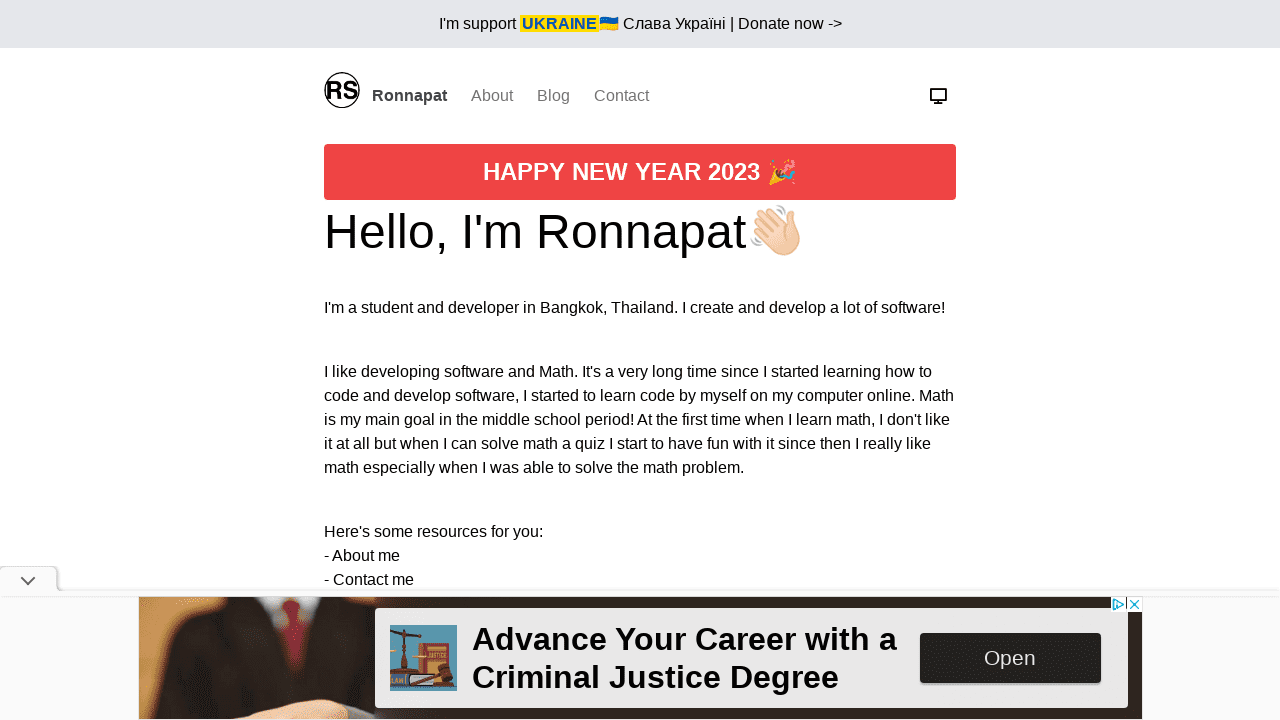 I'm support UKRAINE🇺🇦 Слава Україні | Donate now ->
RS Ronnapat About Blog Contact
HAPPY NEW YEAR 2023 🎉
Hello, I'm Ronnapat👋🏻
I'm a student and developer in Bangkok, Thailand. I create and develop a lot of software!
I like developing software and Math. It's a very long time since I started learning how to
code and develop software, I started to learn code by myself on my computer online. Math
is my main goal in the middle school period! At the first time when I learn math, I don't like
it at all but when I can solve math a quiz I start to have fun with it since then I really like
math especially when I was able to solve the math problem.
Here's some resources for you:
- About me
- Contact me
Advance Your Career with a
Criminal Justice Degree
Open
JUSTICE
LAW